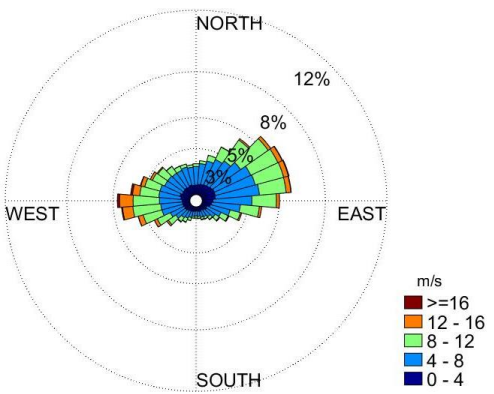 NORTH
12%
8%
5%
3%
WEST
EAST
SOUTH
m/s
>=16
12 - 16
8 - 12
4 - 8
0 - 4